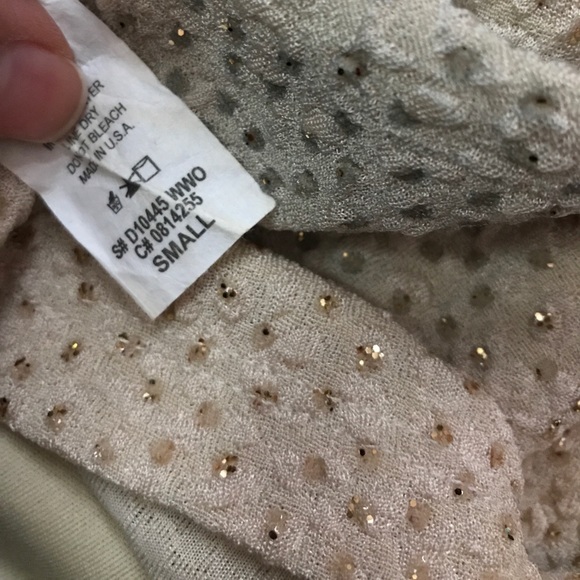 DRY
DO NOT BLEACH
MADE IN U.S.A.
S# D10445 WWO
C# 0814255
SMALL